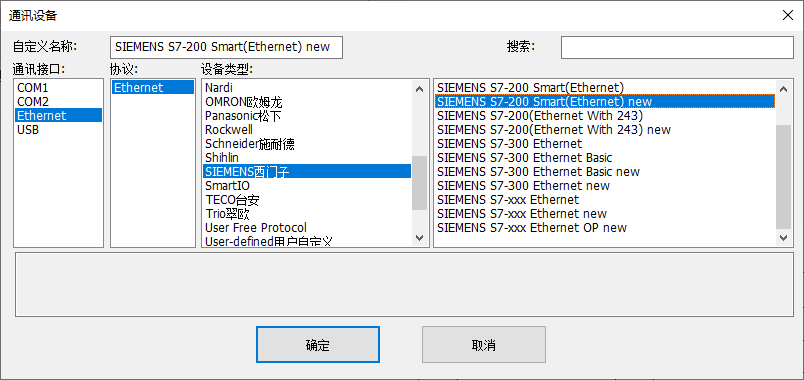 通讯设备
自定义名称: SIEMENS S7-200 Smart(Ethernet) new 搜索:
通讯接口: 协议: 设备类型:
COM1
COM2
Ethernet
USB
Ethernet
Nardi
OMRON欧姆龙
Panasonic松下
Rockwell
Schneider施耐德
Shihlin
SIEMENS西门子
SmartIO
TECO台安
Trio翠欧
User Free Protocol
User-defined用户自定义
SIEMENS S7-200 Smart(Ethernet)
SIEMENS S7-200 Smart(Ethernet) new
SIEMENS S7-200(Ethernet With 243)
SIEMENS S7-200(Ethernet With 243) new
SIEMENS S7-300 Ethernet
SIEMENS S7-300 Ethernet Basic
SIEMENS S7-300 Ethernet Basic new
SIEMENS S7-300 Ethernet new
SIEMENS S7-xxx Ethernet
SIEMENS S7-xxx Ethernet new
SIEMENS S7-xxx Ethernet OP new
确定 取消